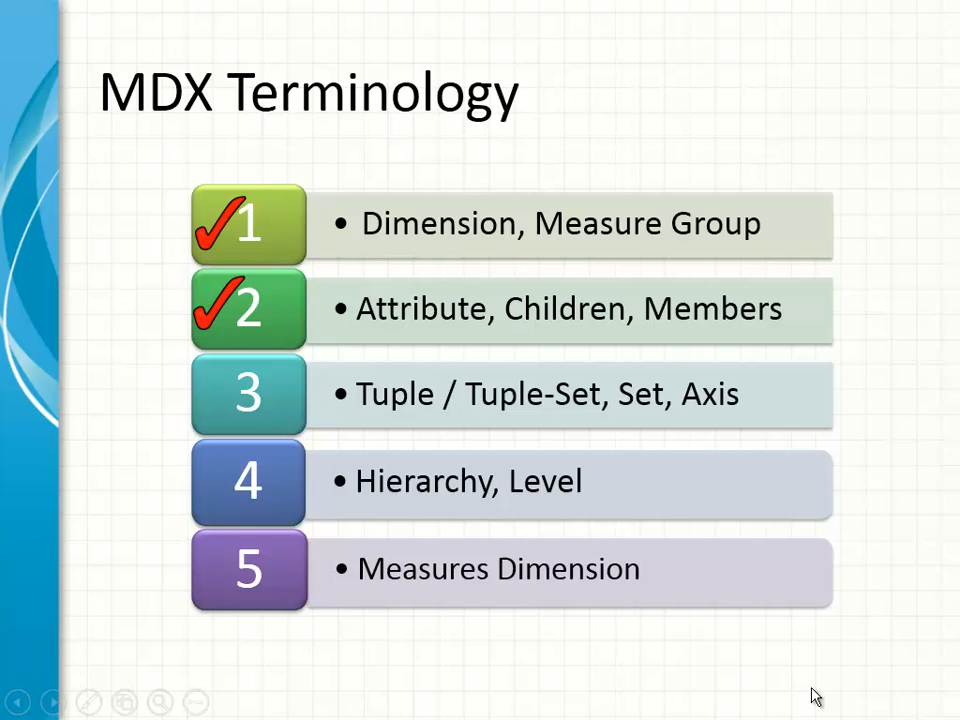 MDX Terminology
1 • Dimension, Measure Group
2 • Attribute, Children, Members
3 • Tuple / Tuple-Set, Set, Axis
4 • Hierarchy, Level
5 • Measures Dimension